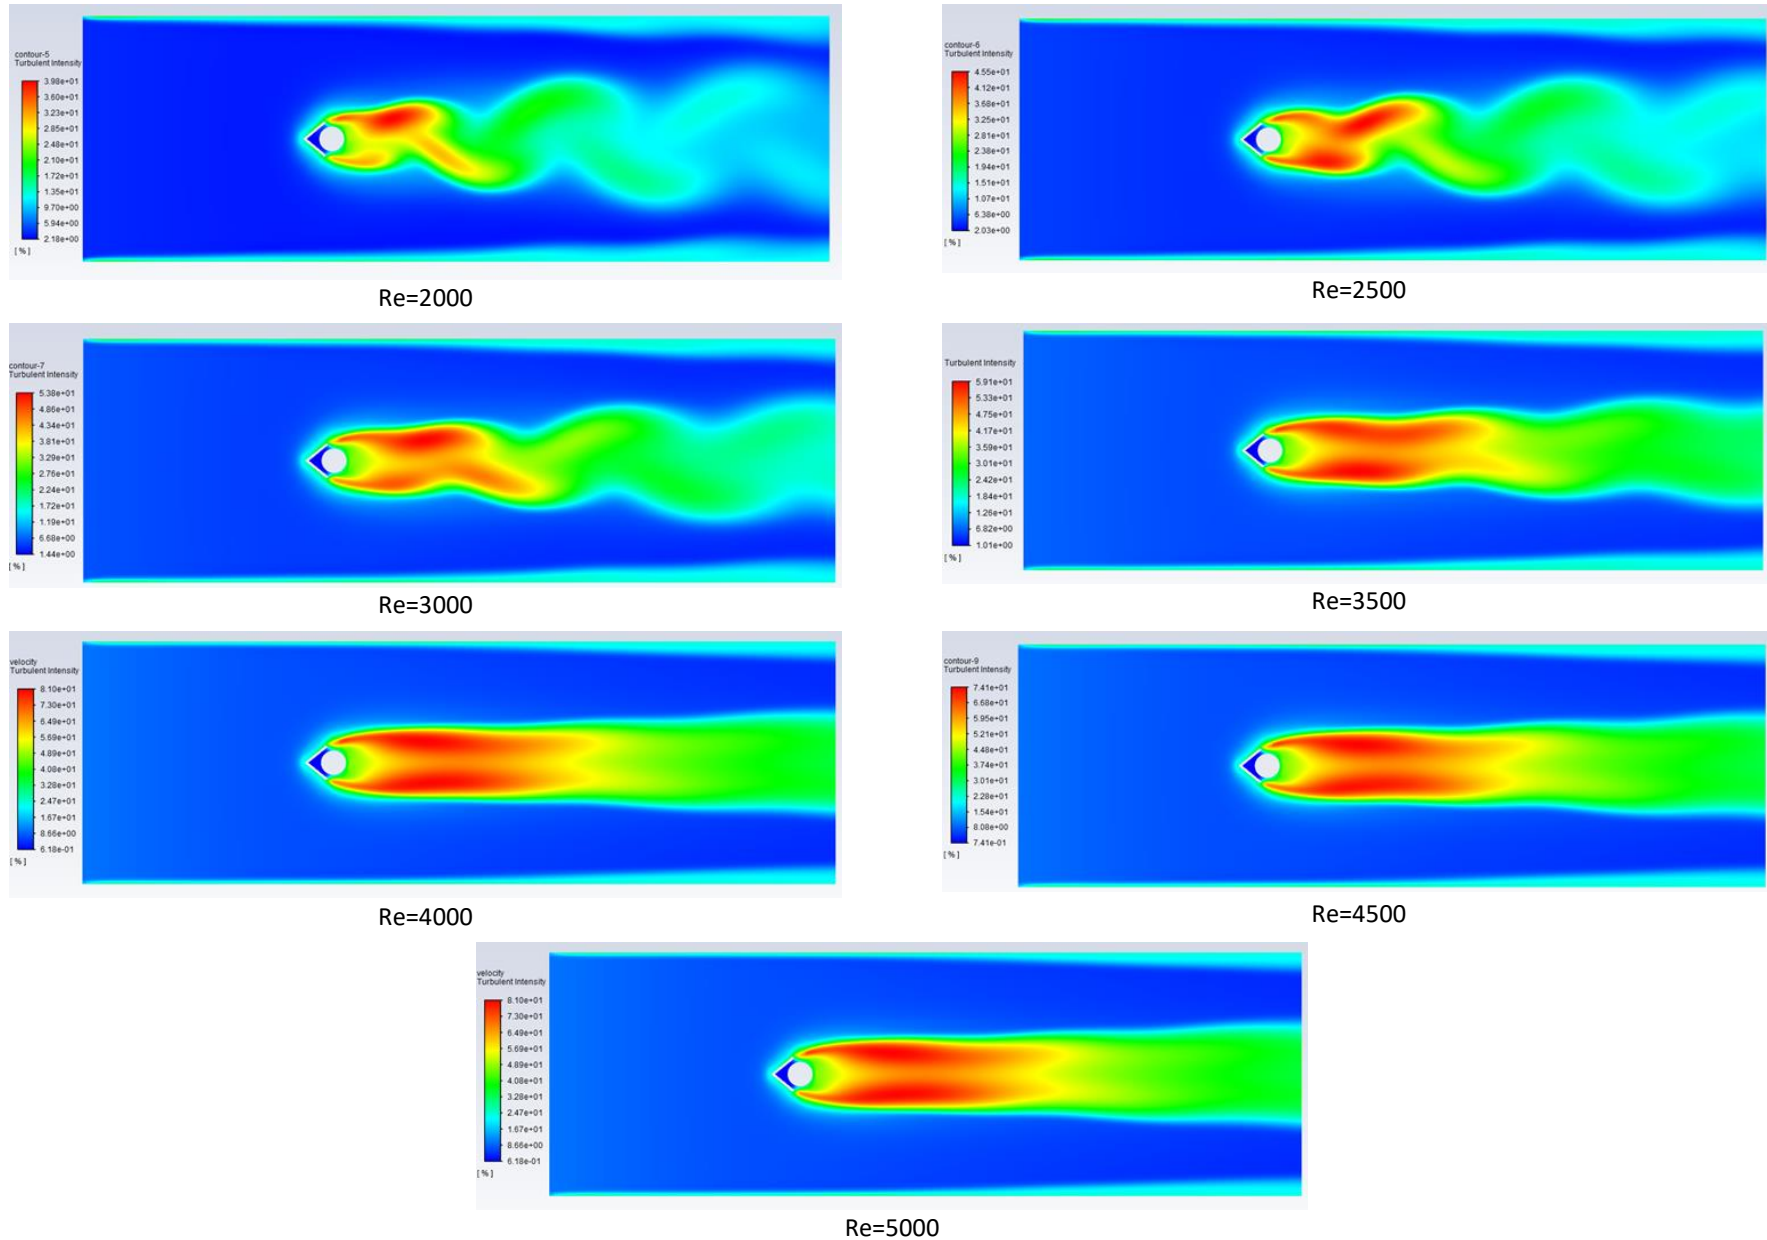 contour-5
Turbulent Intensity
3.98e+01
3.60e+01
3.23e+01
2.85e+01
2.48e+01
2.10e+01
1.72e+01
1.35e+01
9.70e+00
5.94e+00
2.18e+00
[ % ]
Re=2000
contour-6
Turbulent Intensity
4.55e+01
4.12e+01
3.68e+01
3.25e+01
2.81e+01
2.38e+01
1.94e+01
1.51e+01
1.07e+01
6.38e+00
2.03e+00
[ % ]
Re=2500
contour-7
Turbulent Intensity
5.38e+01
4.86e+01
4.34e+01
3.81e+01
3.29e+01
2.76e+01
2.24e+01
1.72e+01
1.19e+01
6.68e+00
1.44e+00
[ % ]
Re=3000
Turbulent Intensity
5.91e+01
5.33e+01
4.75e+01
4.17e+01
3.59e+01
3.01e+01
2.42e+01
1.84e+01
1.26e+01
6.82e+00
1.01e+00
[ % ]
Re=3500
velocity
Turbulent Intensity
8.10e+01
7.30e+01
6.49e+01
5.69e+01
4.89e+01
4.08e+01
3.28e+01
2.47e+01
1.67e+01
8.66e+00
6.18e-01
[ % ]
Re=4000
contour-9
Turbulent Intensity
7.41e+01
6.68e+01
5.95e+01
5.21e+01
4.48e+01
3.74e+01
3.01e+01
2.28e+01
1.54e+01
8.08e+00
7.41e-01
[ % ]
Re=4500
velocity
Turbulent Intensity
8.10e+01
7.30e+01
6.49e+01
5.69e+01
4.89e+01
4.08e+01
3.28e+01
2.47e+01
1.67e+01
8.66e+00
6.18e-01
[ % ]
Re=5000